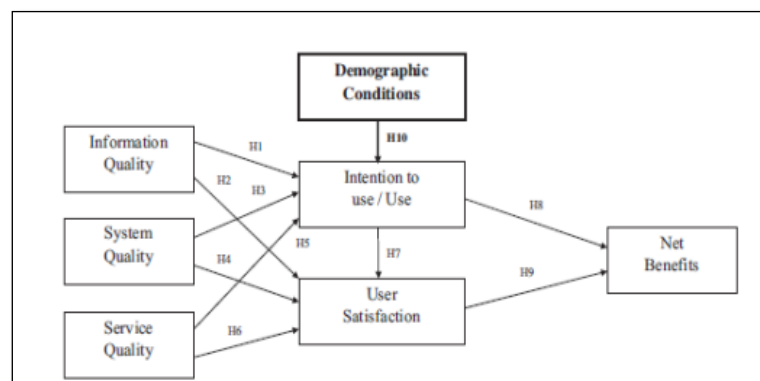 Demographic
Conditions
H10
Information
Quality
H1
H2
H3
Intention to
use / Use
System
Quality
H4
H5
H7
H8
Net
Benefits
H9
User
Satisfaction
Service
Quality
H6